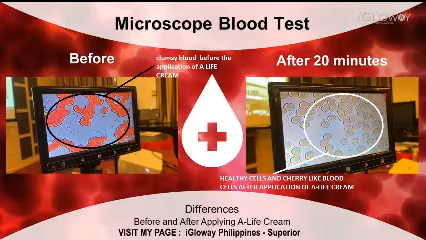 iGloway
Microscope Blood Test
Before
clumsy bluud before the
application of A LIFE
CREAM
After 20 minutes
HEALTHY CELLS AND CHERRY LIKE BLOOD
CELLS AFTER APPLICATION OF A-LIFE CREAM
Differences
Before and After Applying A-Life Cream
VISIT MY PAGE : iGloway Philippines - Superior